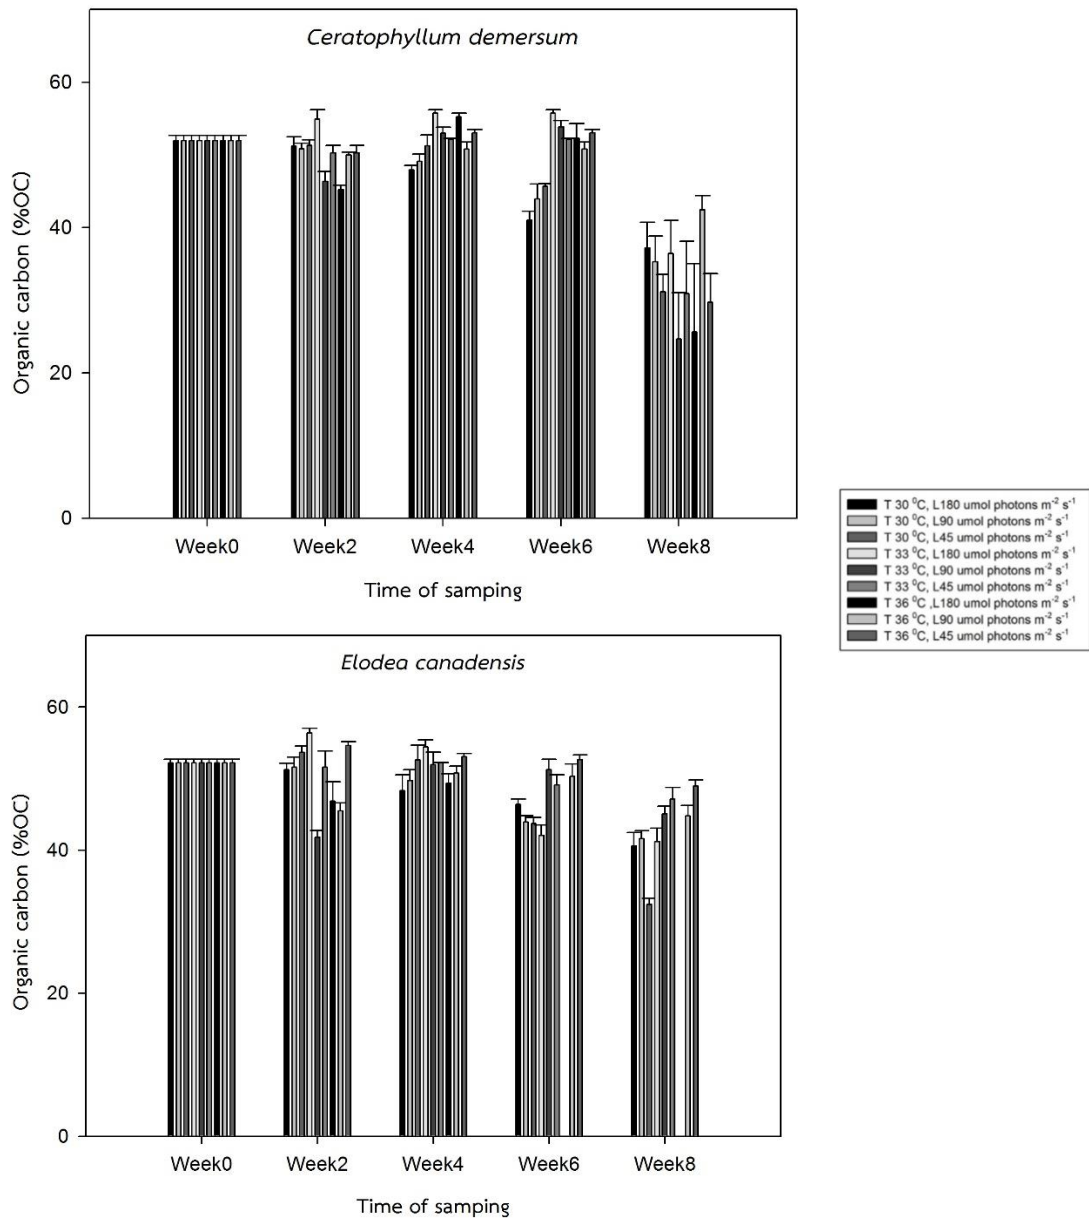 Ceratophyllum demersum
Organic carbon (%OC)
60
40
20
0
Week0 Week2 Week4 Week6 Week8
Time of samping
T 30 ⁰C, L180 umol photons m⁻² s⁻¹
T 30 ⁰C, L90 umol photons m⁻² s⁻¹
T 30 ⁰C, L45 umol photons m⁻² s⁻¹
T 33 ⁰C, L180 umol photons m⁻² s⁻¹
T 33 ⁰C, L90 umol photons m⁻² s⁻¹
T 33 ⁰C, L45 umol photons m⁻² s⁻¹
T 36 ⁰C ,L180 umol photons m⁻² s⁻¹
T 36 ⁰C, L90 umol photons m⁻² s⁻¹
T 36 ⁰C, L45 umol photons m⁻² s⁻¹
Elodea canadensis
Organic carbon (%OC)
60
40
20
0
Week0 Week2 Week4 Week6 Week8
Time of samping